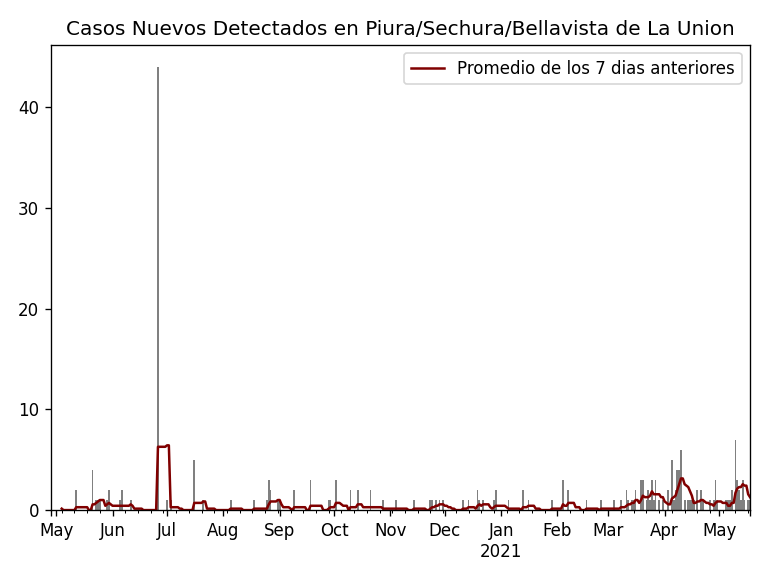 Casos Nuevos Detectados en Piura/Sechura/Bellavista de La Union
Promedio de los 7 dias anteriores
40
30
20
10
0
May Jun Jul Aug Sep Oct Nov Dec Jan Feb Mar Apr May
2021